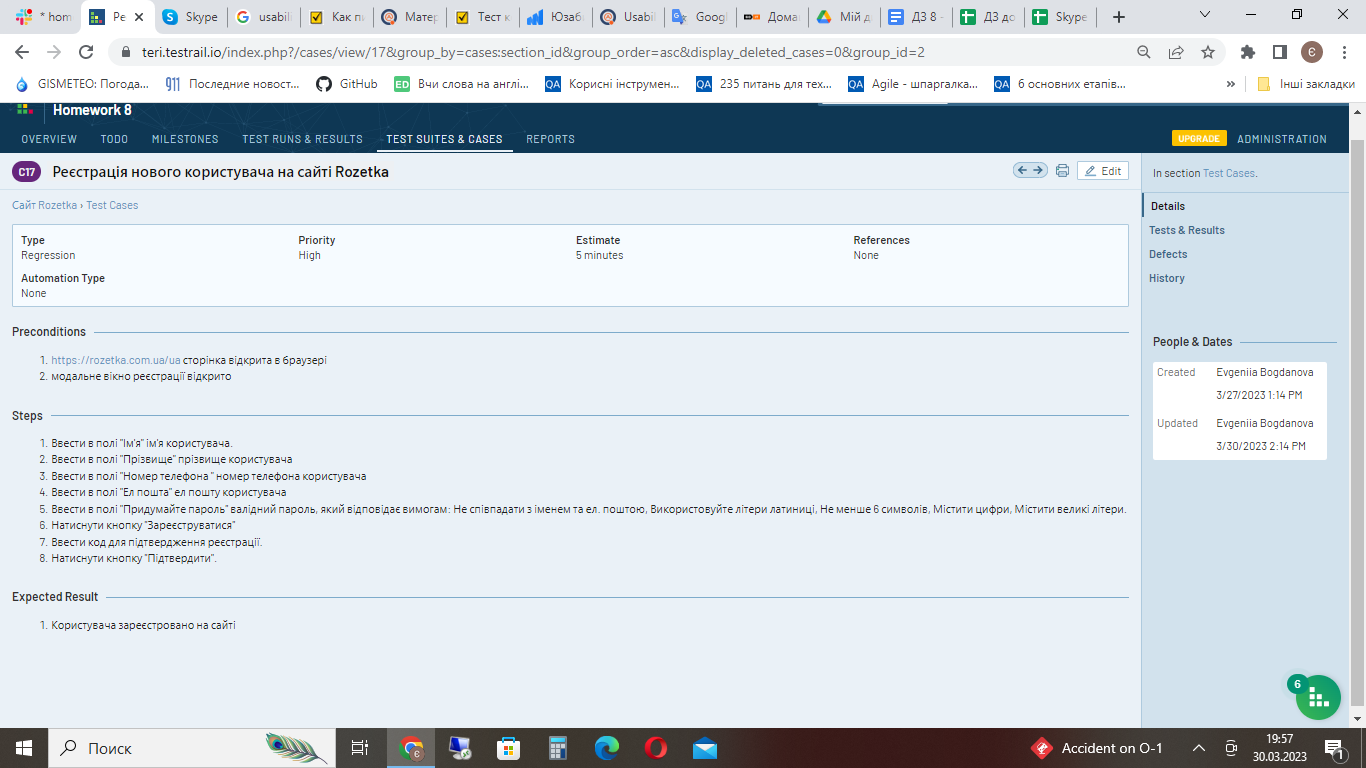 * hom
Ре
Skype
usabili
Как пи
Матер
Тест к
Юзаб
Usabil
Googl
Дома
Мій д
ДЗ 8 -
ДЗ до
Skype
teri.testrail.io/index.php?/cases/view/17&group_by=cases:section_id&group_order=asc&display_deleted_cases=0&group_id=2
Є
GISMETEO: Погода...
Последние новост...
GitHub
ED Вчи слова на англі...
QA Корисні інструмен...
QA 235 питань для тех...
QA Agile - шпаргалка...
QA 6 основних етапів...
»
Інші закладки
Homework 8
OVERVIEW TODO MILESTONES TEST RUNS & RESULTS TEST SUITES & CASES REPORTS UPGRADE ADMINISTRATION
C17 Реєстрація нового користувача на сайті Rozetka
Edit
Сайт Rozetka › Test Cases
Type Priority Estimate References
Regression High 5 minutes None
Automation Type
None
Preconditions
1. https://rozetka.com.ua/ua сторінка відкрита в браузері
2. модальне вікно реєстрації відкрито
Steps
1. Ввести в полі "Ім'я" ім'я користувача.
2. Ввести в полі "Прізвище" прізвище користувача
3. Ввести в полі "Номер телефона " номер телефона користувача
4. Ввести в полі "Ел пошта" ел пошту користувача
5. Ввести в полі "Придумайте пароль" валідний пароль, який відповідає вимогам: Не співпадати з іменем та ел. поштою, Використовуйте літери латиниці, Не менше 6 символів, Містити цифри, Містити великі літери.
6. Натиснути кнопку "Зареєструватися"
7. Ввести код для підтвердження реєстрації.
8. Натиснути кнопку "Підтвердити".
Expected Result
1. Користувача зареєстровано на сайті
In section Test Cases.
Details
Tests & Results
Defects
History
People & Dates
Created Evgeniia Bogdanova
3/27/2023 1:14 PM
Updated Evgeniia Bogdanova
3/30/2023 2:14 PM
6
Поиск
Є
Accident on O-1
19:57
30.03.2023
1